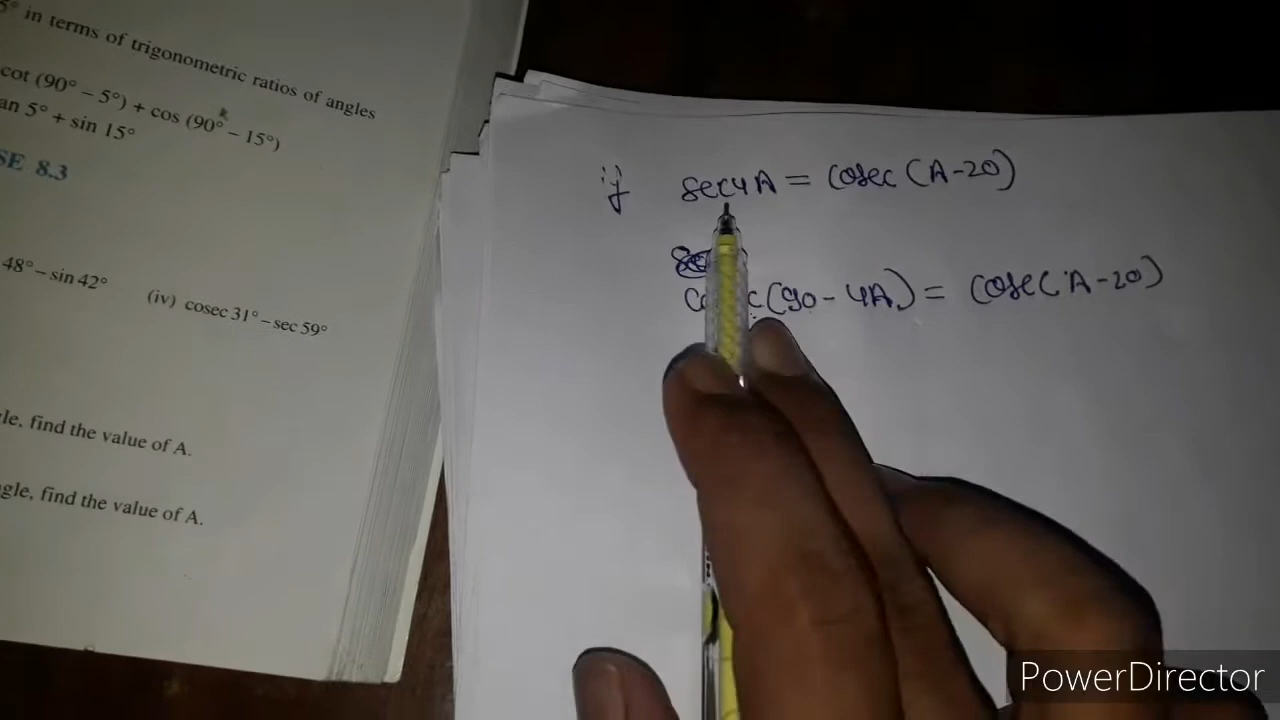 5° in terms of trigonometric ratios of angles
cot (90° – 5°) + cos (90° – 15°)
an 5° + sin 15°
SE 8.3
48° – sin 42° (iv) cosec 31° – sec 59°
le, find the value of A.
gle, find the value of A.
if sec4A = cosec (A-20)
(90 - 4A) = cosec (A-20)
PowerDirector